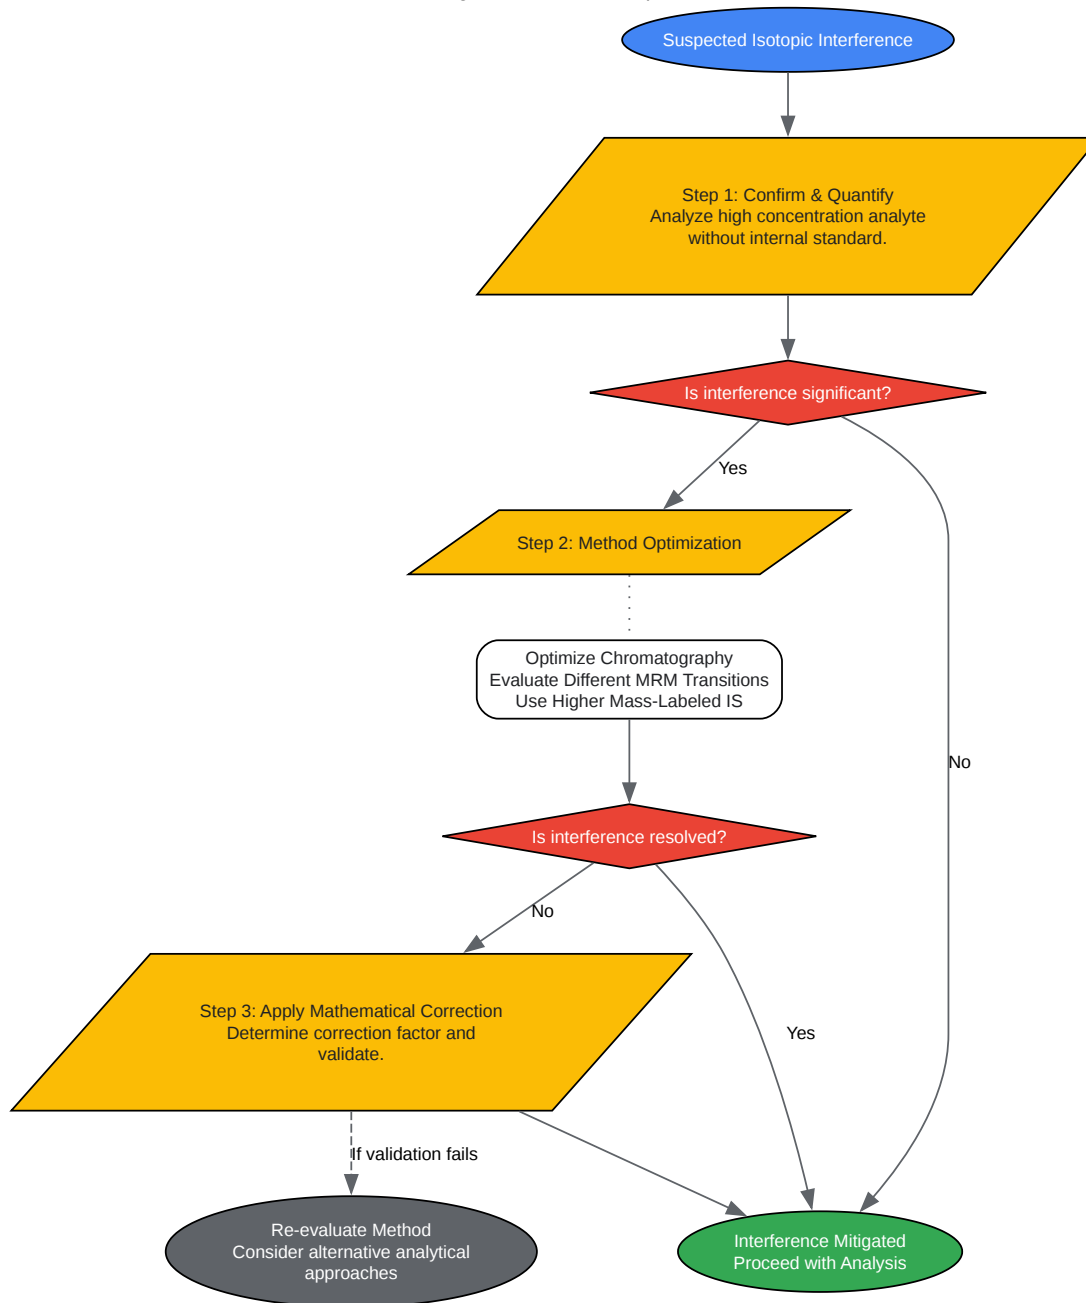 Suspected Isotopic Interference
Step 1: Confirm & Quantify
Analyze high concentration analyte
without internal standard.
Is interference significant?
Yes
Step 2: Method Optimization
Optimize Chromatography
Evaluate Different MRM Transitions
Use Higher Mass-Labeled IS
No
Is interference resolved?
No
Step 3: Apply Mathematical Correction
Determine correction factor and
validate.
Yes
If validation fails
Re-evaluate Method
Consider alternative analytical
approaches
Interference Mitigated
Proceed with Analysis